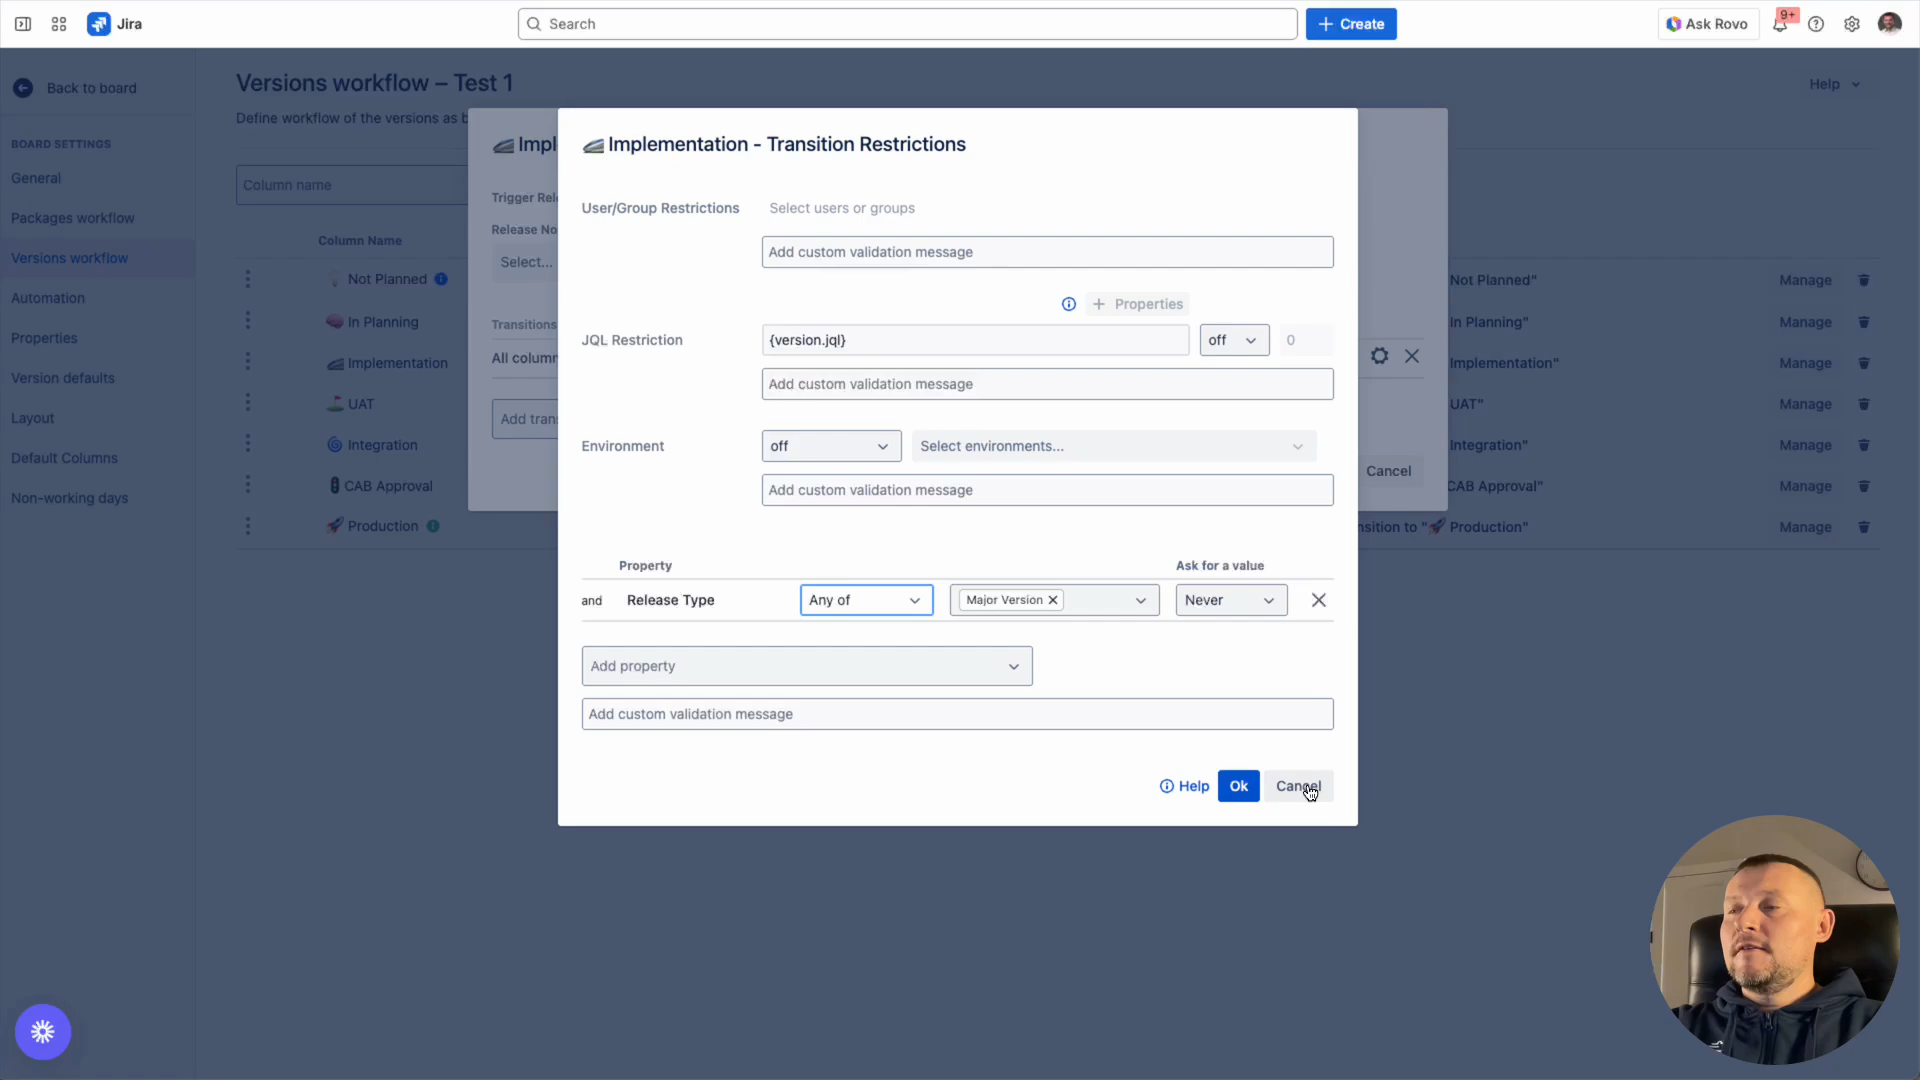 Jira
Search
Create
Ask Rovo
9+
Back to board
Versions workflow – Test 1
Help
Define workflow of the versions as b
BOARD SETTINGS
General
Packages workflow
Versions workflow
Automation
Properties
Version defaults
Layout
Default Columns
Non-working days
Column name
Column Name
Not Planned
In Planning
Implementation
UAT
Integration
CAB Approval
Production
Impl
Trigger Rel
Release No
Select...
Transitions
All column
Add tran
Cancel
Implementation - Transition Restrictions
User/Group Restrictions
Select users or groups
Add custom validation message
Properties
JQL Restriction
{version.jql}
off
0
Add custom validation message
Environment
off
Select environments...
Add custom validation message
Property
Ask for a value
and
Release Type
Any of
Major Version
Never
Add property
Add custom validation message
Help
Ok
Cancel
Not Planned"
Manage
In Planning"
Manage
Implementation"
Manage
UAT"
Manage
Integration"
Manage
CAB Approval"
Manage
nsition to "🚀 Production"
Manage